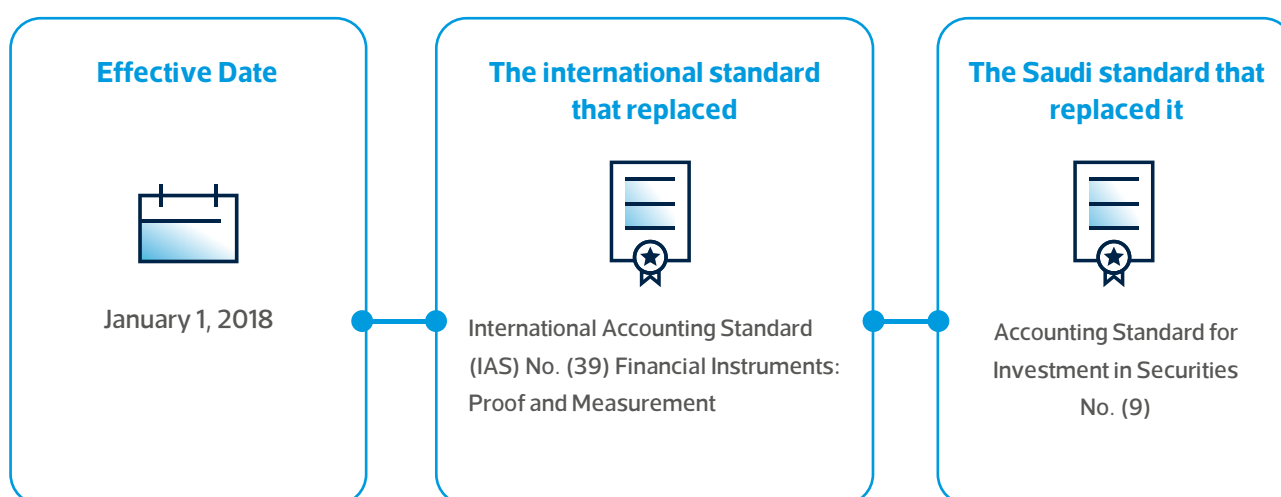 Effective Date
January 1, 2018
The international standard
that replaced
International Accounting Standard
(IAS) No. (39) Financial Instruments:
Proof and Measurement
The Saudi standard that
replaced it
Accounting Standard for
Investment in Securities
No. (9)